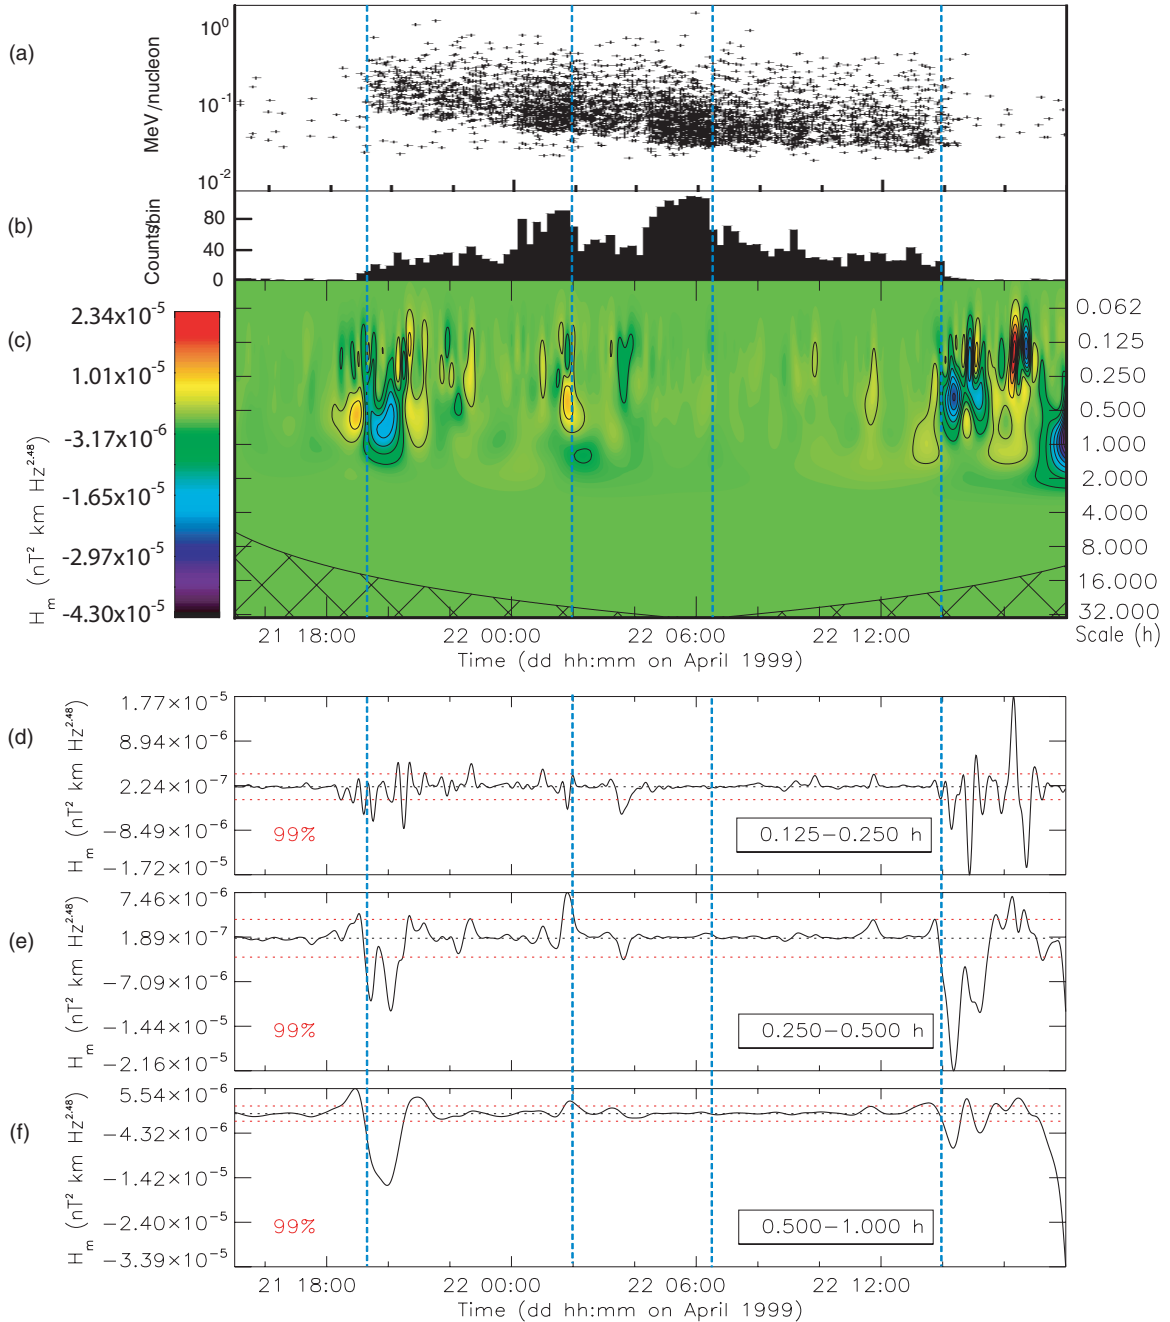 (a)
MeV/nucleon
10⁰
10⁻¹
10⁻²
(b)
Counts/bin
80
40
0
(c)
2.34x10⁻⁵
1.01x10⁻⁵
-3.17x10⁻⁶
-1.65x10⁻⁵
-2.97x10⁻⁵
-4.30x10⁻⁵
H_m (nT² km Hz^2.48)
0.062
0.125
0.250
0.500
1.000
2.000
4.000
8.000
16.000
32.000
Scale (h)
21 18:00 22 00:00 22 06:00 22 12:00
Time (dd hh:mm on April 1999)
(d)
H_m (nT² km Hz^2.48)
1.77×10⁻⁵
8.94×10⁻⁶
2.24×10⁻⁷
−8.49×10⁻⁶
−1.72×10⁻⁵
99%
0.125−0.250 h
(e)
H_m (nT² km Hz^2.48)
7.46×10⁻⁶
1.89×10⁻⁷
−7.09×10⁻⁶
−1.44×10⁻⁵
−2.16×10⁻⁵
99%
0.250−0.500 h
(f)
H_m (nT² km Hz^2.48)
5.54×10⁻⁶
−4.32×10⁻⁶
−1.42×10⁻⁵
−2.40×10⁻⁵
−3.39×10⁻⁵
99%
0.500−1.000 h
21 18:00 22 00:00 22 06:00 22 12:00
Time (dd hh:mm on April 1999)